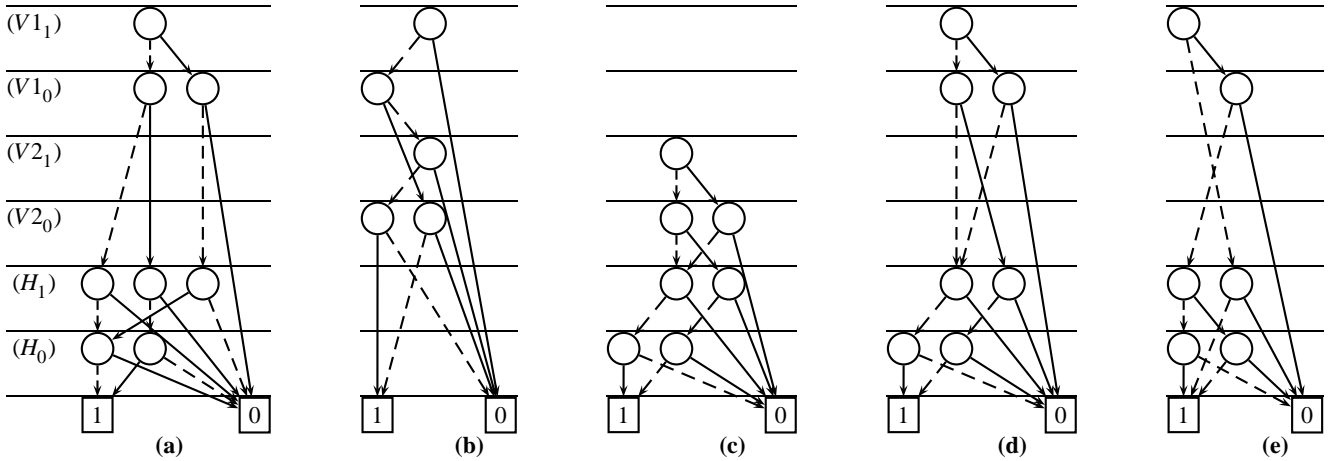 (V1₁)
(V1₀)
(V2₁)
(V2₀)
(H₁)
(H₀)
1 0 1 0 1 0 1 0 1 0
(a) (b) (c) (d) (e)